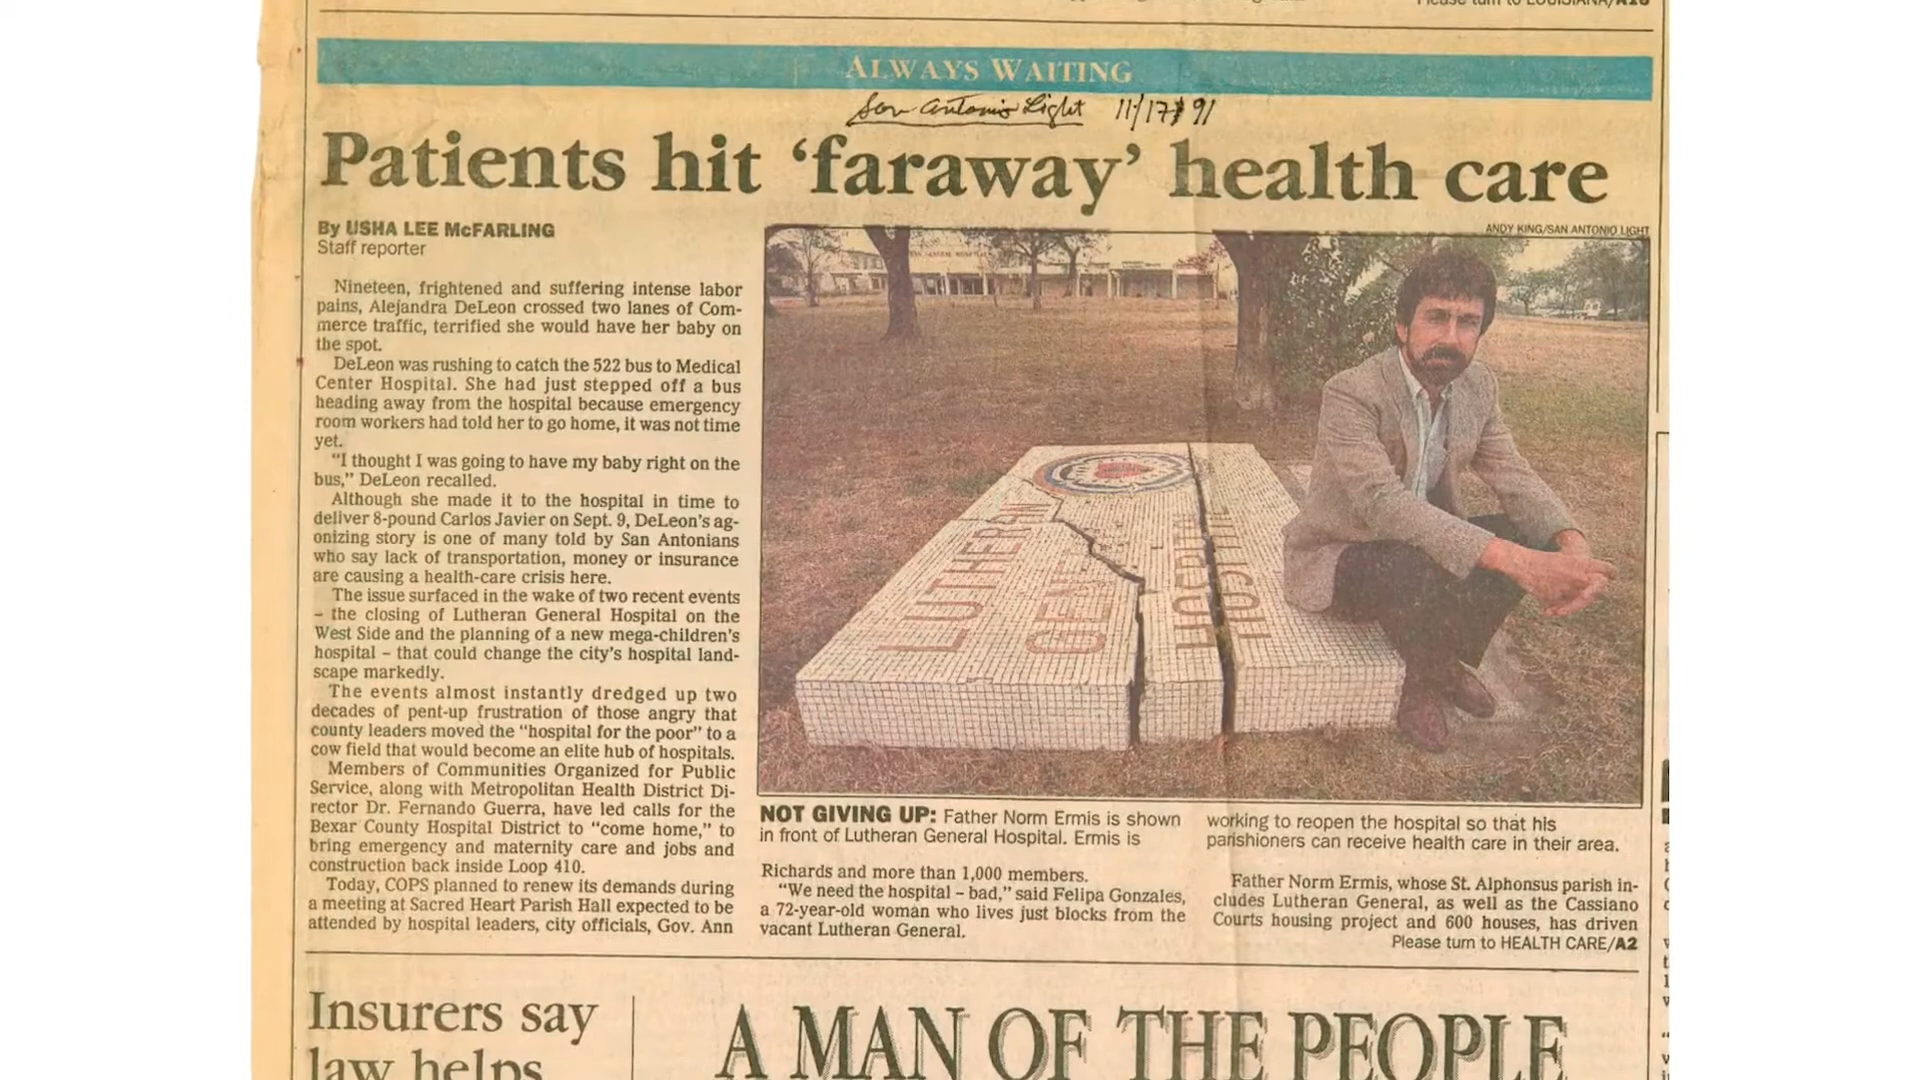 Please turn to LOUISIANA/A16
ALWAYS WAITING
San Antonio Light 11/17/91
Patients hit ‘faraway’ health care
By USHA LEE McFARLING
Staff reporter
Nineteen, frightened and suffering intense labor
pains, Alejandra DeLeon crossed two lanes of Com-
merce traffic, terrified she would have her baby on
the spot.
DeLeon was rushing to catch the 522 bus to Medical
Center Hospital. She had just stepped off a bus
heading away from the hospital because emergency
room workers had told her to go home, it was not time
yet.
“I thought I was going to have my baby right on the
bus,” DeLeon recalled.
Although she made it to the hospital in time to
deliver 8-pound Carlos Javier on Sept. 9, DeLeon’s ag-
onizing story is one of many told by San Antonians
who say lack of transportation, money or insurance
are causing a health-care crisis here.
The issue surfaced in the wake of two recent events
– the closing of Lutheran General Hospital on the
West Side and the planning of a new mega-children’s
hospital – that could change the city’s hospital land-
scape markedly.
The events almost instantly dredged up two
decades of pent-up frustration of those angry that
county leaders moved the “hospital for the poor” to a
cow field that would become an elite hub of hospitals.
Members of Communities Organized for Public
Service, along with Metropolitan Health District Di-
rector Dr. Fernando Guerra, have led calls for the
Bexar County Hospital District to “come home,” to
bring emergency and maternity care and jobs and
construction back inside Loop 410.
Today, COPS planned to renew its demands during
a meeting at Sacred Heart Parish Hall expected to be
attended by hospital leaders, city officials, Gov. Ann
ANDY KING/SAN ANTONIO LIGHT
LUTHERAN
GENERAL
HOSPITAL
NOT GIVING UP: Father Norm Ermis is shown
in front of Lutheran General Hospital. Ermis is
working to reopen the hospital so that his
parishioners can receive health care in their area.
Richards and more than 1,000 members.
“We need the hospital – bad,” said Felipa Gonzales,
a 72-year-old woman who lives just blocks from the
vacant Lutheran General.
Father Norm Ermis, whose St. Alphonsus parish in-
cludes Lutheran General, as well as the Cassiano
Courts housing project and 600 houses, has driven
Please turn to HEALTH CARE/A2
Insurers say
law helps
A MAN OF THE PEOPLE